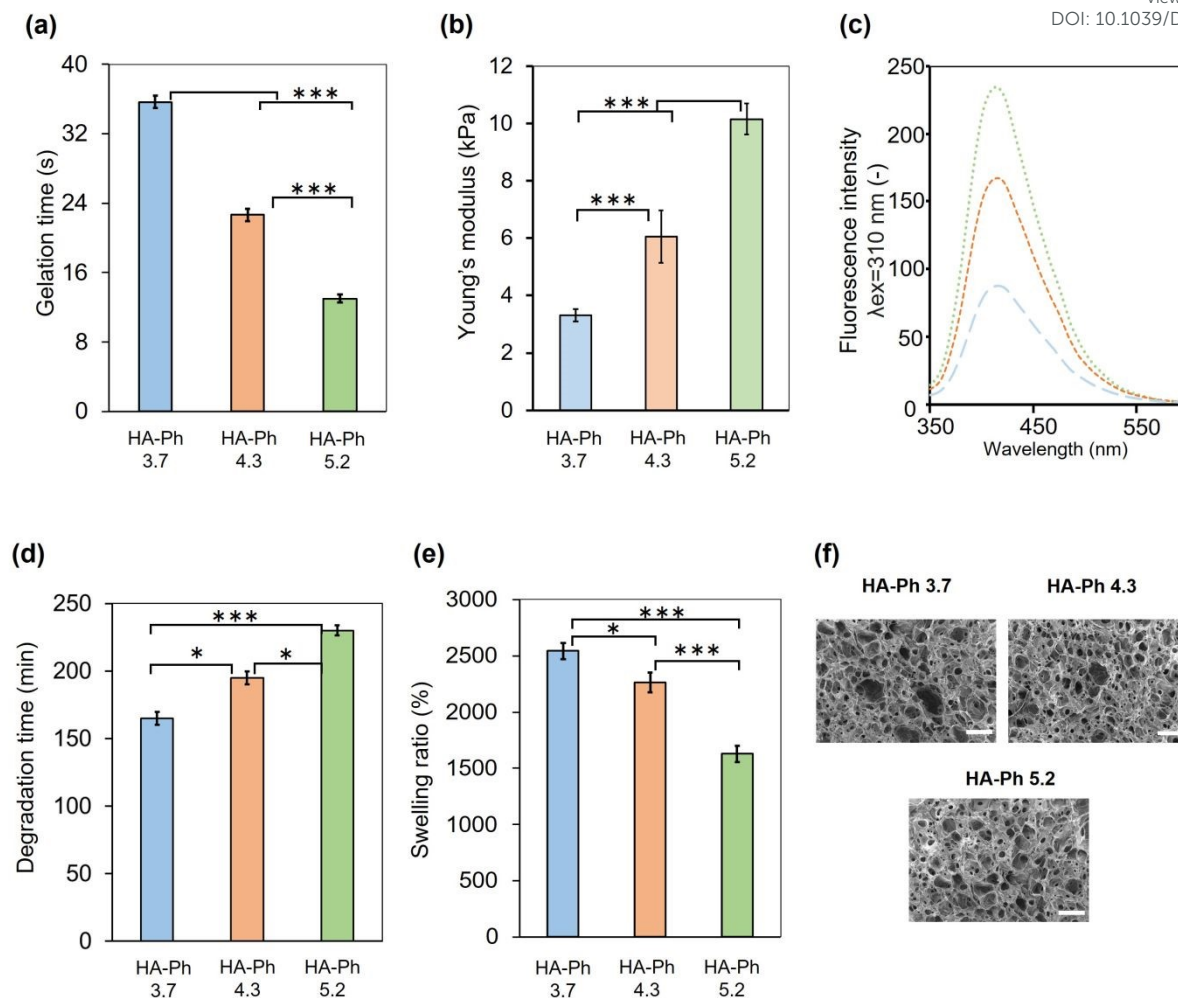 View
DOI: 10.1039/D
(a)
40
36
32
28
24
20
16
12
8
4
0
Gelation time (s)
***
***
HA-Ph
3.7
HA-Ph
4.3
HA-Ph
5.2
(b)
12
10
8
6
4
2
0
Young's modulus (kPa)
***
***
HA-Ph
3.7
HA-Ph
4.3
HA-Ph
5.2
(c)
250
200
150
100
50
0
Fluorescence intensity
λex=310 nm (-)
350
450
550
Wavelength (nm)
(d)
250
200
150
100
50
0
Degradation time (min)
***
*
*
HA-Ph
3.7
HA-Ph
4.3
HA-Ph
5.2
(e)
3000
2500
2000
1500
1000
500
0
Swelling ratio (%)
***
*
***
HA-Ph
3.7
HA-Ph
4.3
HA-Ph
5.2
(f)
HA-Ph 3.7
HA-Ph 4.3
HA-Ph 5.2